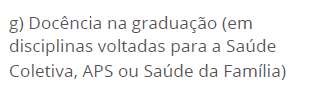 g) Docência na graduação (em
disciplinas voltadas para a Saúde
Coletiva, APS ou Saúde da Família)